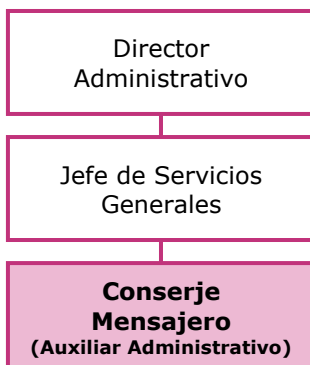 Director
Administrativo
Jefe de Servicios
Generales
Conserje
Mensajero
(Auxiliar Administrativo)